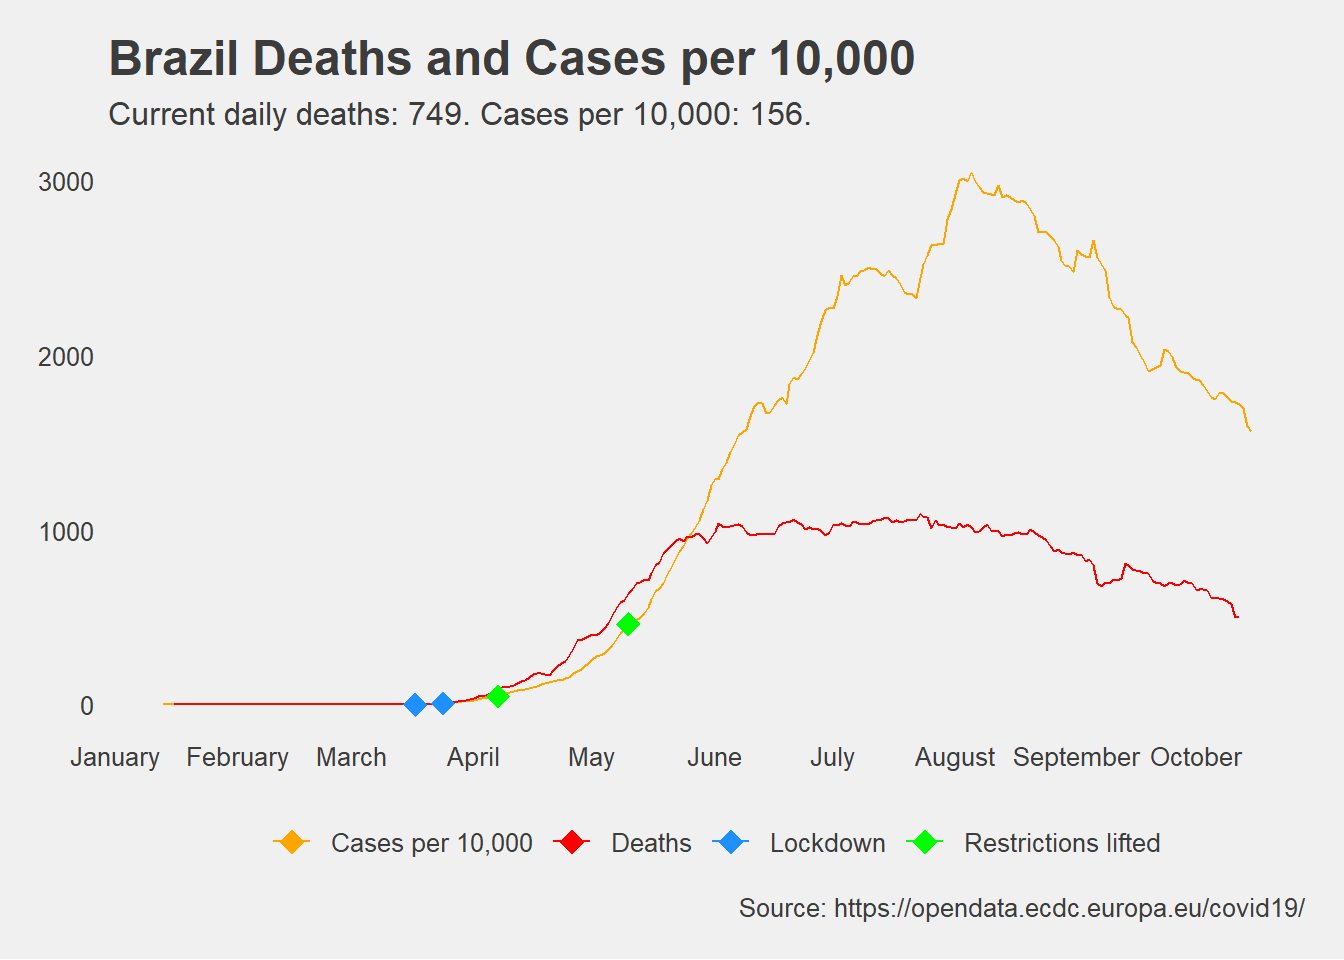 Brazil Deaths and Cases per 10,000
Current daily deaths: 749. Cases per 10,000: 156.
3000
2000
1000
0
January February March April May June July August September October
Cases per 10,000 Deaths Lockdown Restrictions lifted
Source: https://opendata.ecdc.europa.eu/covid19/